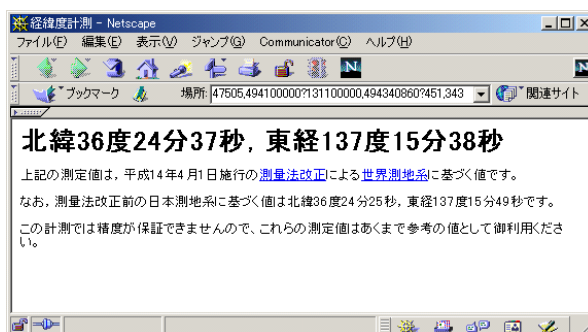 経緯度計測 - Netscape
ファイル(F) 編集(E) 表示(V) ジャンプ(G) Communicator(C) ヘルプ(H)
N
ブックマーク 場所: 47505,494100000?131100000,494340860?451,343 関連サイト
北緯36度24分37秒, 東経137度15分38秒
上記の測定値は, 平成14年4月1日施行の測量法改正による世界測地系に基づく値です。
なお, 測量法改正前の日本測地系に基づく値は北緯36度24分25秒, 東経137度15分49秒です。
この計測では精度が保証できませんので、これらの測定値はあくまで参考の値として御利用くださ
い。